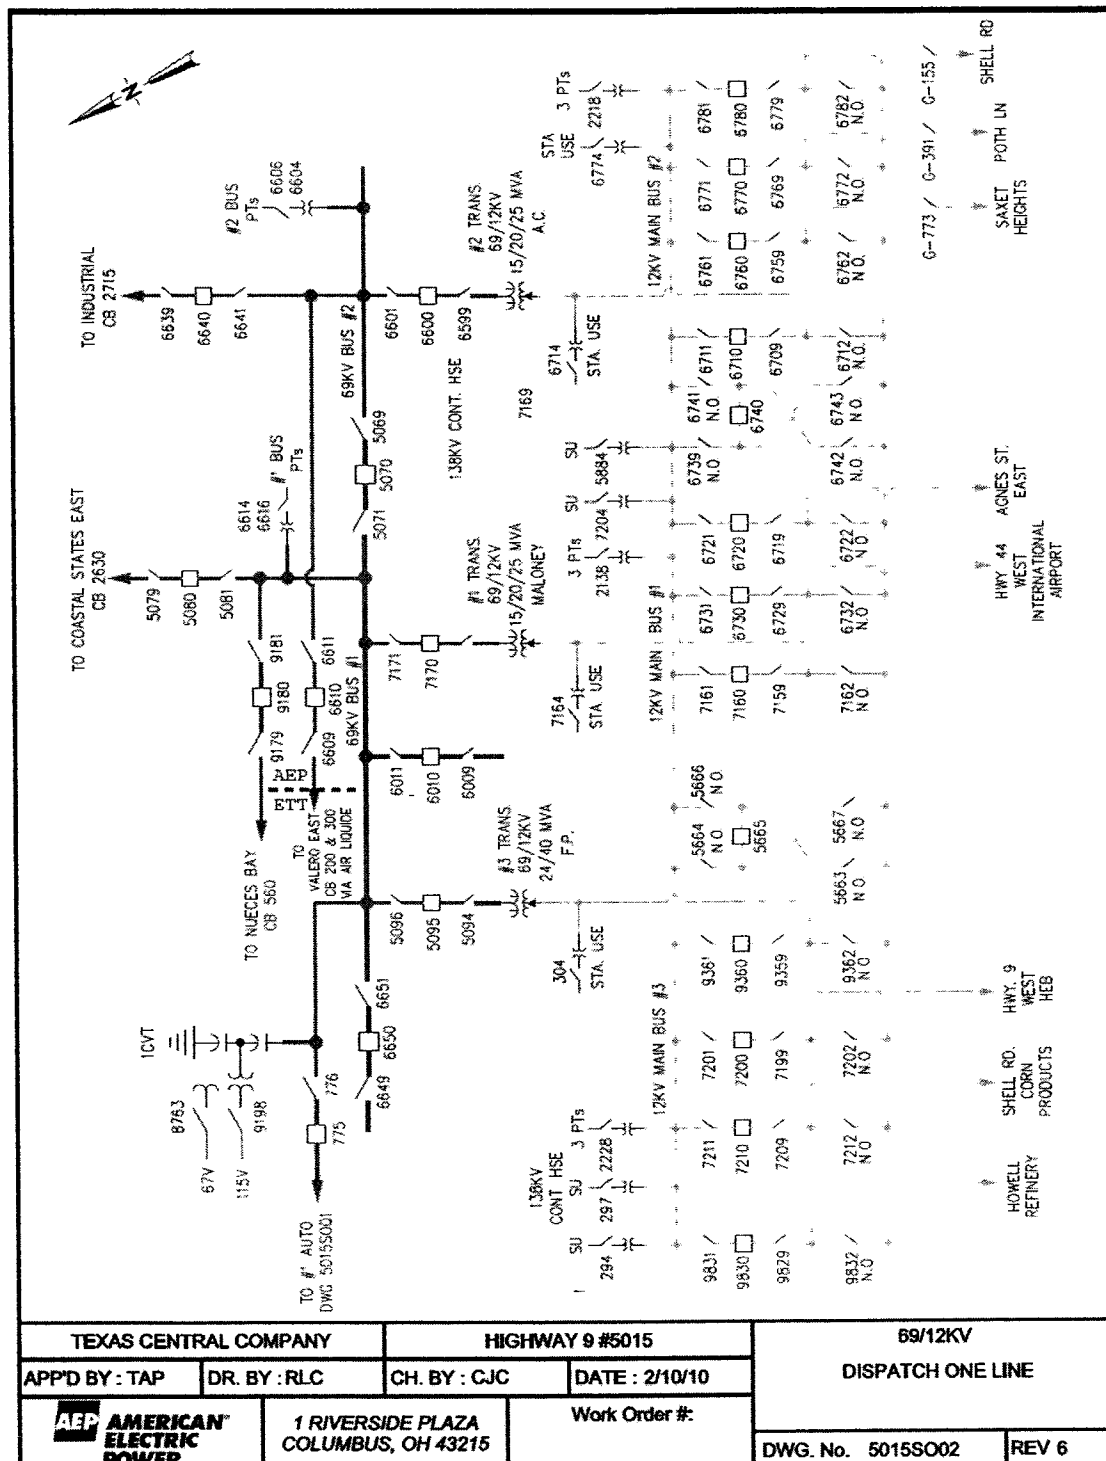 N
#2 BUS
PTs
6606
6604
TO INDUSTRIAL
CB 2715
6639
6640
6641
69KV BUS #2
6601
6600
6599
138KV CONT. HSE
#2 TRANS.
69/12KV
15/20/25 MVA
A.C.
3 PTs
2218
STA
USE
6774
12KV MAIN BUS #2
6781
6780
6779
6782
N.O.
6771
6770
6769
6772
N.O.
6761
6760
6759
6762
N.O.
G-155
SHELL RD
G-391
POTH LN
G-773
SAXET
HEIGHTS
6714
STA. USE
7169
6711
6710
6709
6712
N.O.
6741
N.O.
6740
6743
N.O.
6739
N.O.
6742
N.O.
SU
5884
SU
7204
3 PTs
2138
5069
5070
5071
TO COASTAL STATES EAST
CB 2630
5079
5080
5081
6614
6616
#1 BUS
PTs
#1 TRANS.
69/12KV
15/20/25 MVA
MALONEY
7171
7170
69KV BUS #1
9181
9180
9179
6611
6610
6609
AEP
ETT
TO NUECES BAY
CB 560
TO
VALERO EAST
CB 200 & 300
VIA AIR LIQUIDE
6011
6010
6009
7164
STA. USE
12KV MAIN BUS #1
6721
6720
6719
6722
N.O.
6731
6730
6729
6732
N.O.
7161
7160
7159
7162
N.O.
AGNES ST.
EAST
HWY 44
WEST
INTERNATIONAL
AIRPORT
#3 TRANS.
69/12KV
24/40 MVA
F.P.
5096
5095
5094
304
STA. USE
5666
N.O.
5664
N O
5665
5667
N.O.
5663
N O
12KV MAIN BUS #3
9361
9360
9359
9362
N O
7201
7200
7199
7202
N.O
7211
7210
7209
7212
N O
9831
9830
9829
9832
N.O
HWY. 9
WEST
HEB
SHELL RD.
CORN
PRODUCTS
HOWELL
REFINERY
6651
6650
6649
1CVT
8763
9198
67V
115V
776
775
TO #1 AUTO
DWG 5015S001
138KV
CONT HSE
3 PTs
2228
SU
297
SU
294
TEXAS CENTRAL COMPANY
HIGHWAY 9 #5015
69/12KV
DISPATCH ONE LINE
APP'D BY : TAP
DR. BY : RLC
CH. BY : CJC
DATE : 2/10/10
AEP AMERICAN
ELECTRIC
POWER
1 RIVERSIDE PLAZA
COLUMBUS, OH 43215
Work Order #:
DWG. No. 5015SO02
REV 6